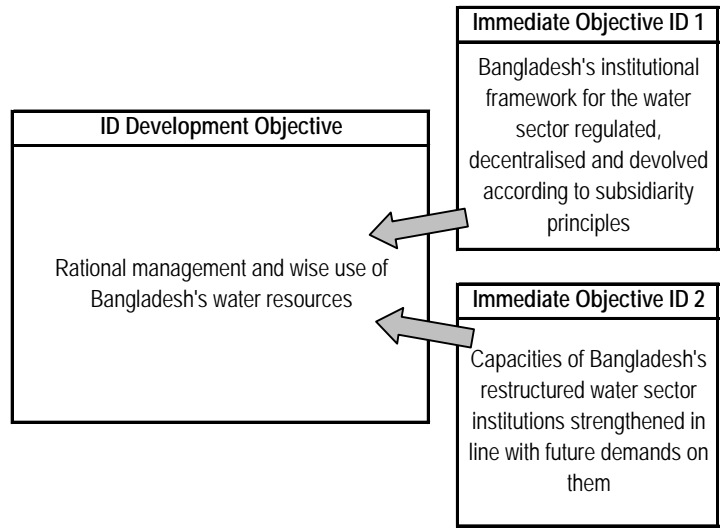 ID Development Objective
Rational management and wise use of
Bangladesh's water resources
Immediate Objective ID 1
Bangladesh's institutional
framework for the water
sector regulated,
decentralised and devolved
according to subsidiarity
principles
Immediate Objective ID 2
Capacities of Bangladesh's
restructured water sector
institutions strengthened in
line with future demands on
them